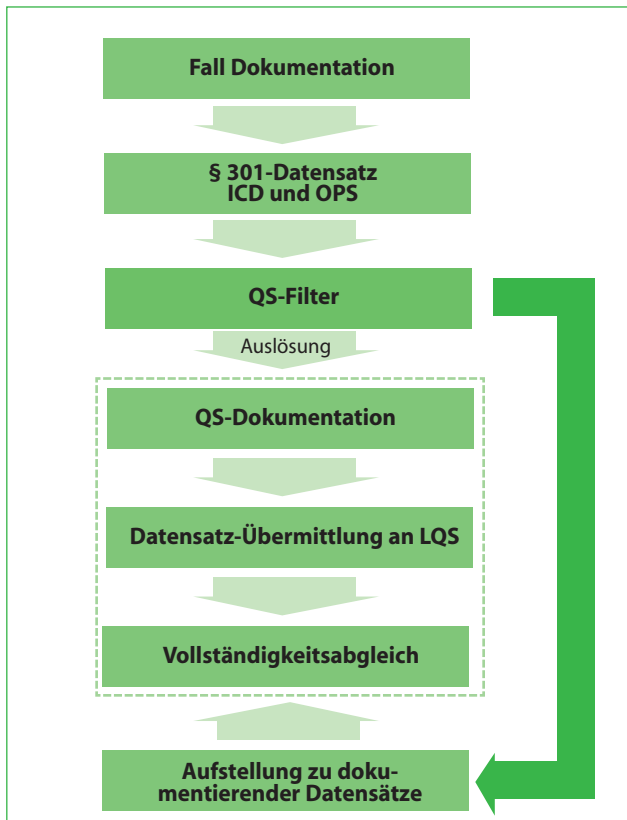 Fall Dokumentation
§ 301-Datensatz
ICD und OPS
QS-Filter
Auslösung
QS-Dokumentation
Datensatz-Übermittlung an LQS
Vollständigkeitsabgleich
Aufstellung zu doku-
mentierender Datensätze